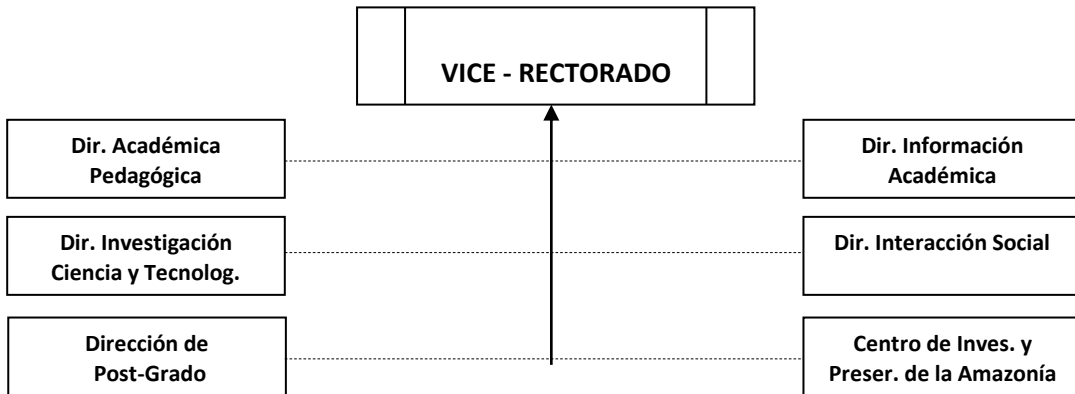 VICE - RECTORADO
Dir. Académica
Pedagógica
Dir. Información
Académica
Dir. Investigación
Ciencia y Tecnolog.
Dir. Interacción Social
Dirección de
Post-Grado
Centro de Inves. y
Preser. de la Amazonía